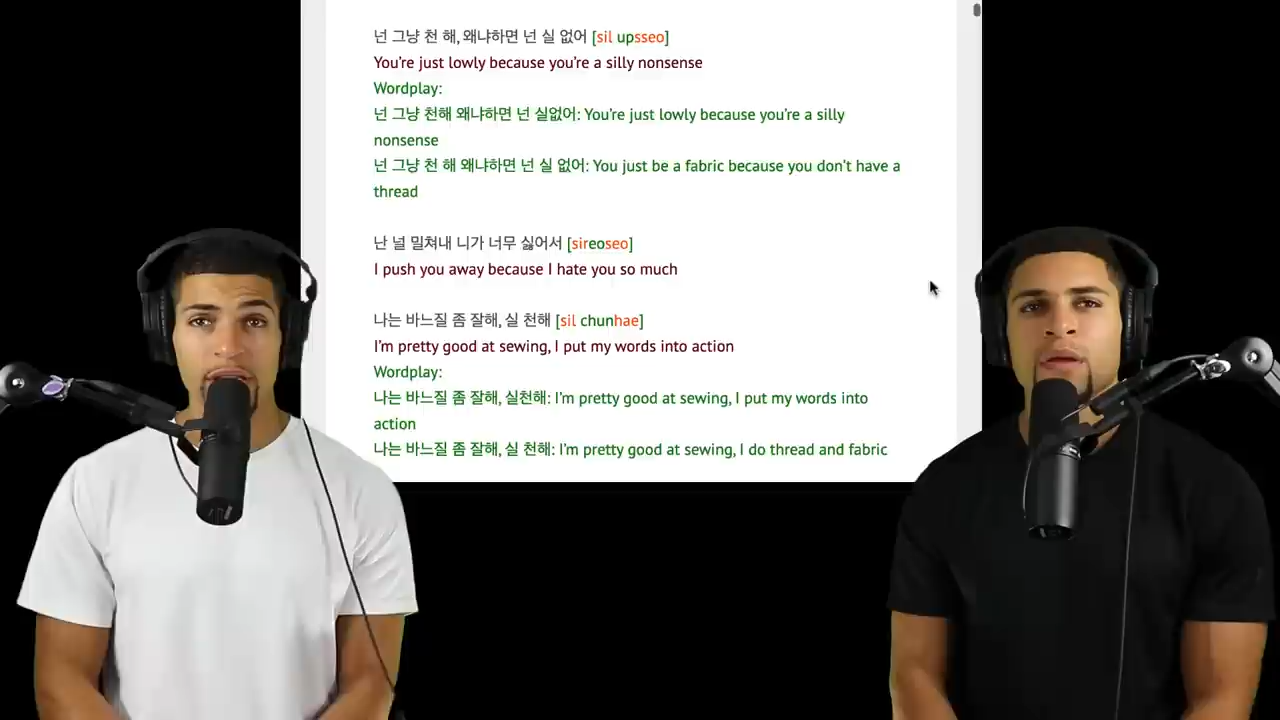 넌 그냥 천 해, 왜냐하면 넌 실 없어 [sil upsseo]
You're just lowly because you're a silly nonsense
Wordplay:
넌 그냥 천해 왜냐하면 넌 실없어: You're just lowly because you're a silly
nonsense
넌 그냥 천 해 왜냐하면 넌 실 없어: You just be a fabric because you don't have a
thread
난 널 밀쳐내 니가 너무 싫어서 [sireoseo]
I push you away because I hate you so much
나는 바느질 좀 잘해, 실 천해 [sil chunhae]
I'm pretty good at sewing, I put my words into action
Wordplay:
나는 바느질 좀 잘해, 실천해: I'm pretty good at sewing, I put my words into
action
나는 바느질 좀 잘해, 실 천해: I'm pretty good at sewing, I do thread and fabric